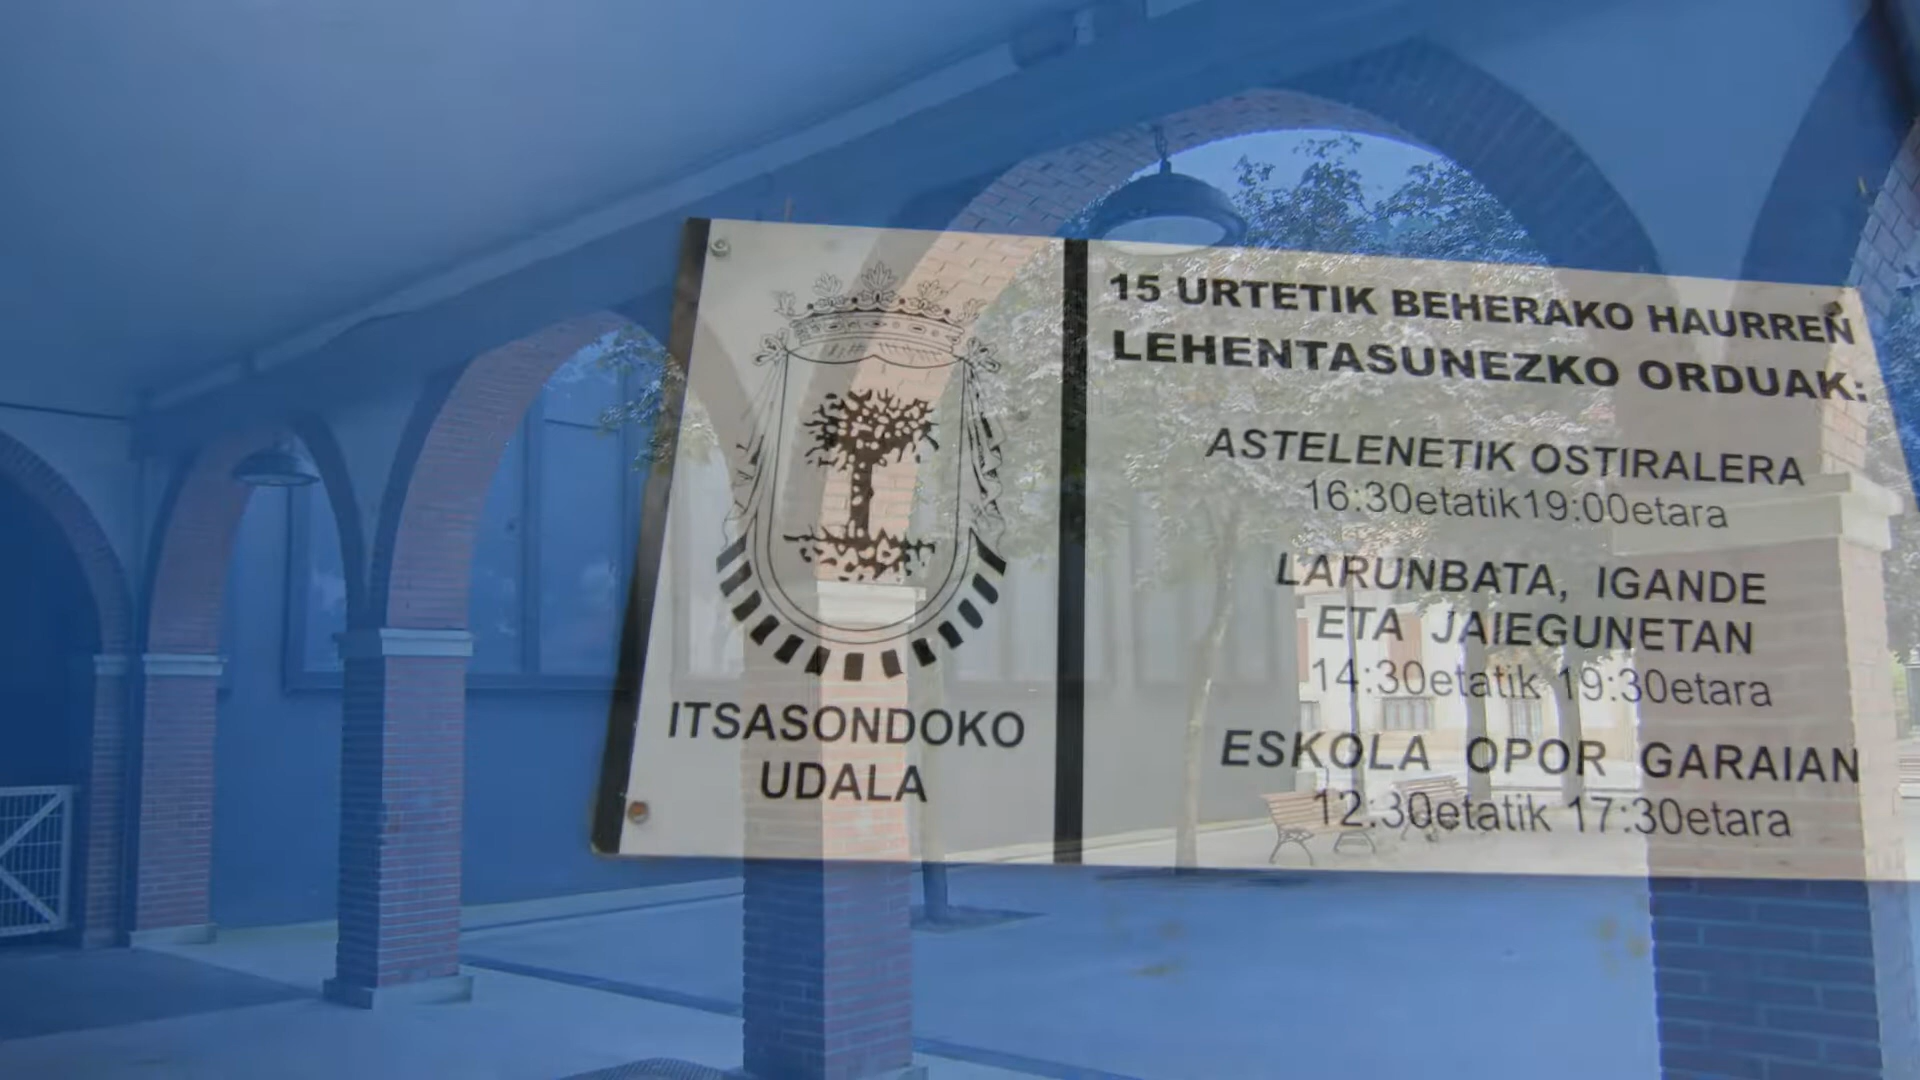 ITSASONDOKO
UDALA
15 URTETIK BEHERAKO HAURREN
LEHENTASUNEZKO ORDUAK:
ASTELENETIK OSTIRALERA
16:30etatik19:00etara
LARUNBATA, IGANDE
ETA JAIEGUNETAN
14:30etatik 19:30etara
ESKOLA OPOR GARAIAN
12:30etatik 17:30etara